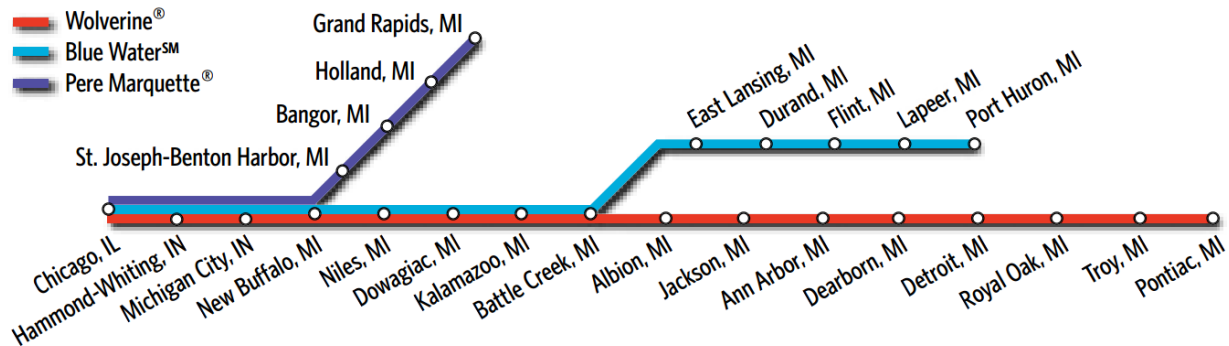 Wolverine®
Blue Water℠
Pere Marquette®
Grand Rapids, MI
Holland, MI
Bangor, MI
St. Joseph-Benton Harbor, MI
East Lansing, MI
Durand, MI
Flint, MI
Lapeer, MI
Port Huron, MI
Chicago, IL
Hammond-Whiting, IN
Michigan City, IN
New Buffalo, MI
Niles, MI
Dowagiac, MI
Kalamazoo, MI
Battle Creek, MI
Albion, MI
Jackson, MI
Ann Arbor, MI
Dearborn, MI
Detroit, MI
Royal Oak, MI
Troy, MI
Pontiac, MI